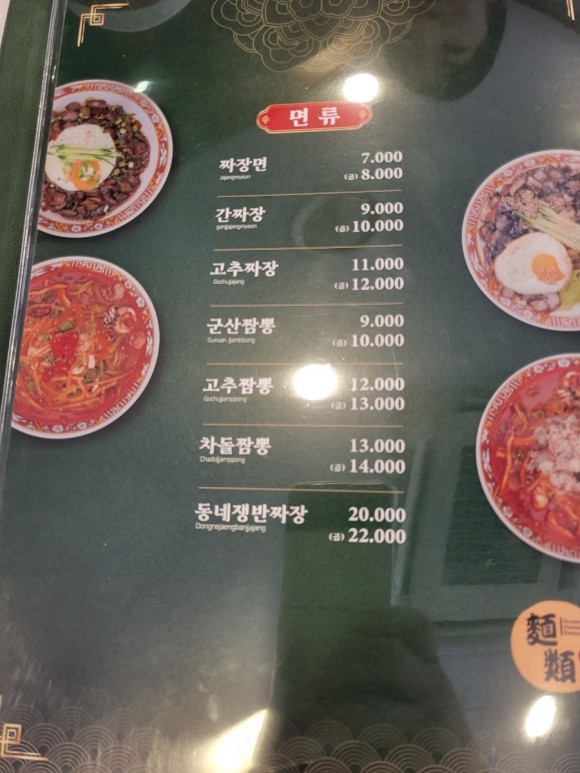 면 류
짜장면 7.000
Jajangmyeon (곱) 8.000
간짜장 9.000
ganjjajangmyeon (곱) 10.000
고추짜장 11.000
Gochujjajang (곱) 12.000
군산짬뽕 9.000
Gunsan Jjambbong (곱) 10.000
고추짬뽕 12.000
Gochujjamppong (곱) 13.000
차돌짬뽕 13.000
Chadoljjamppong (곱) 14.000
동네쟁반짜장 20.000
Dongnejaengbanjjajang (곱) 22.000
麵
類